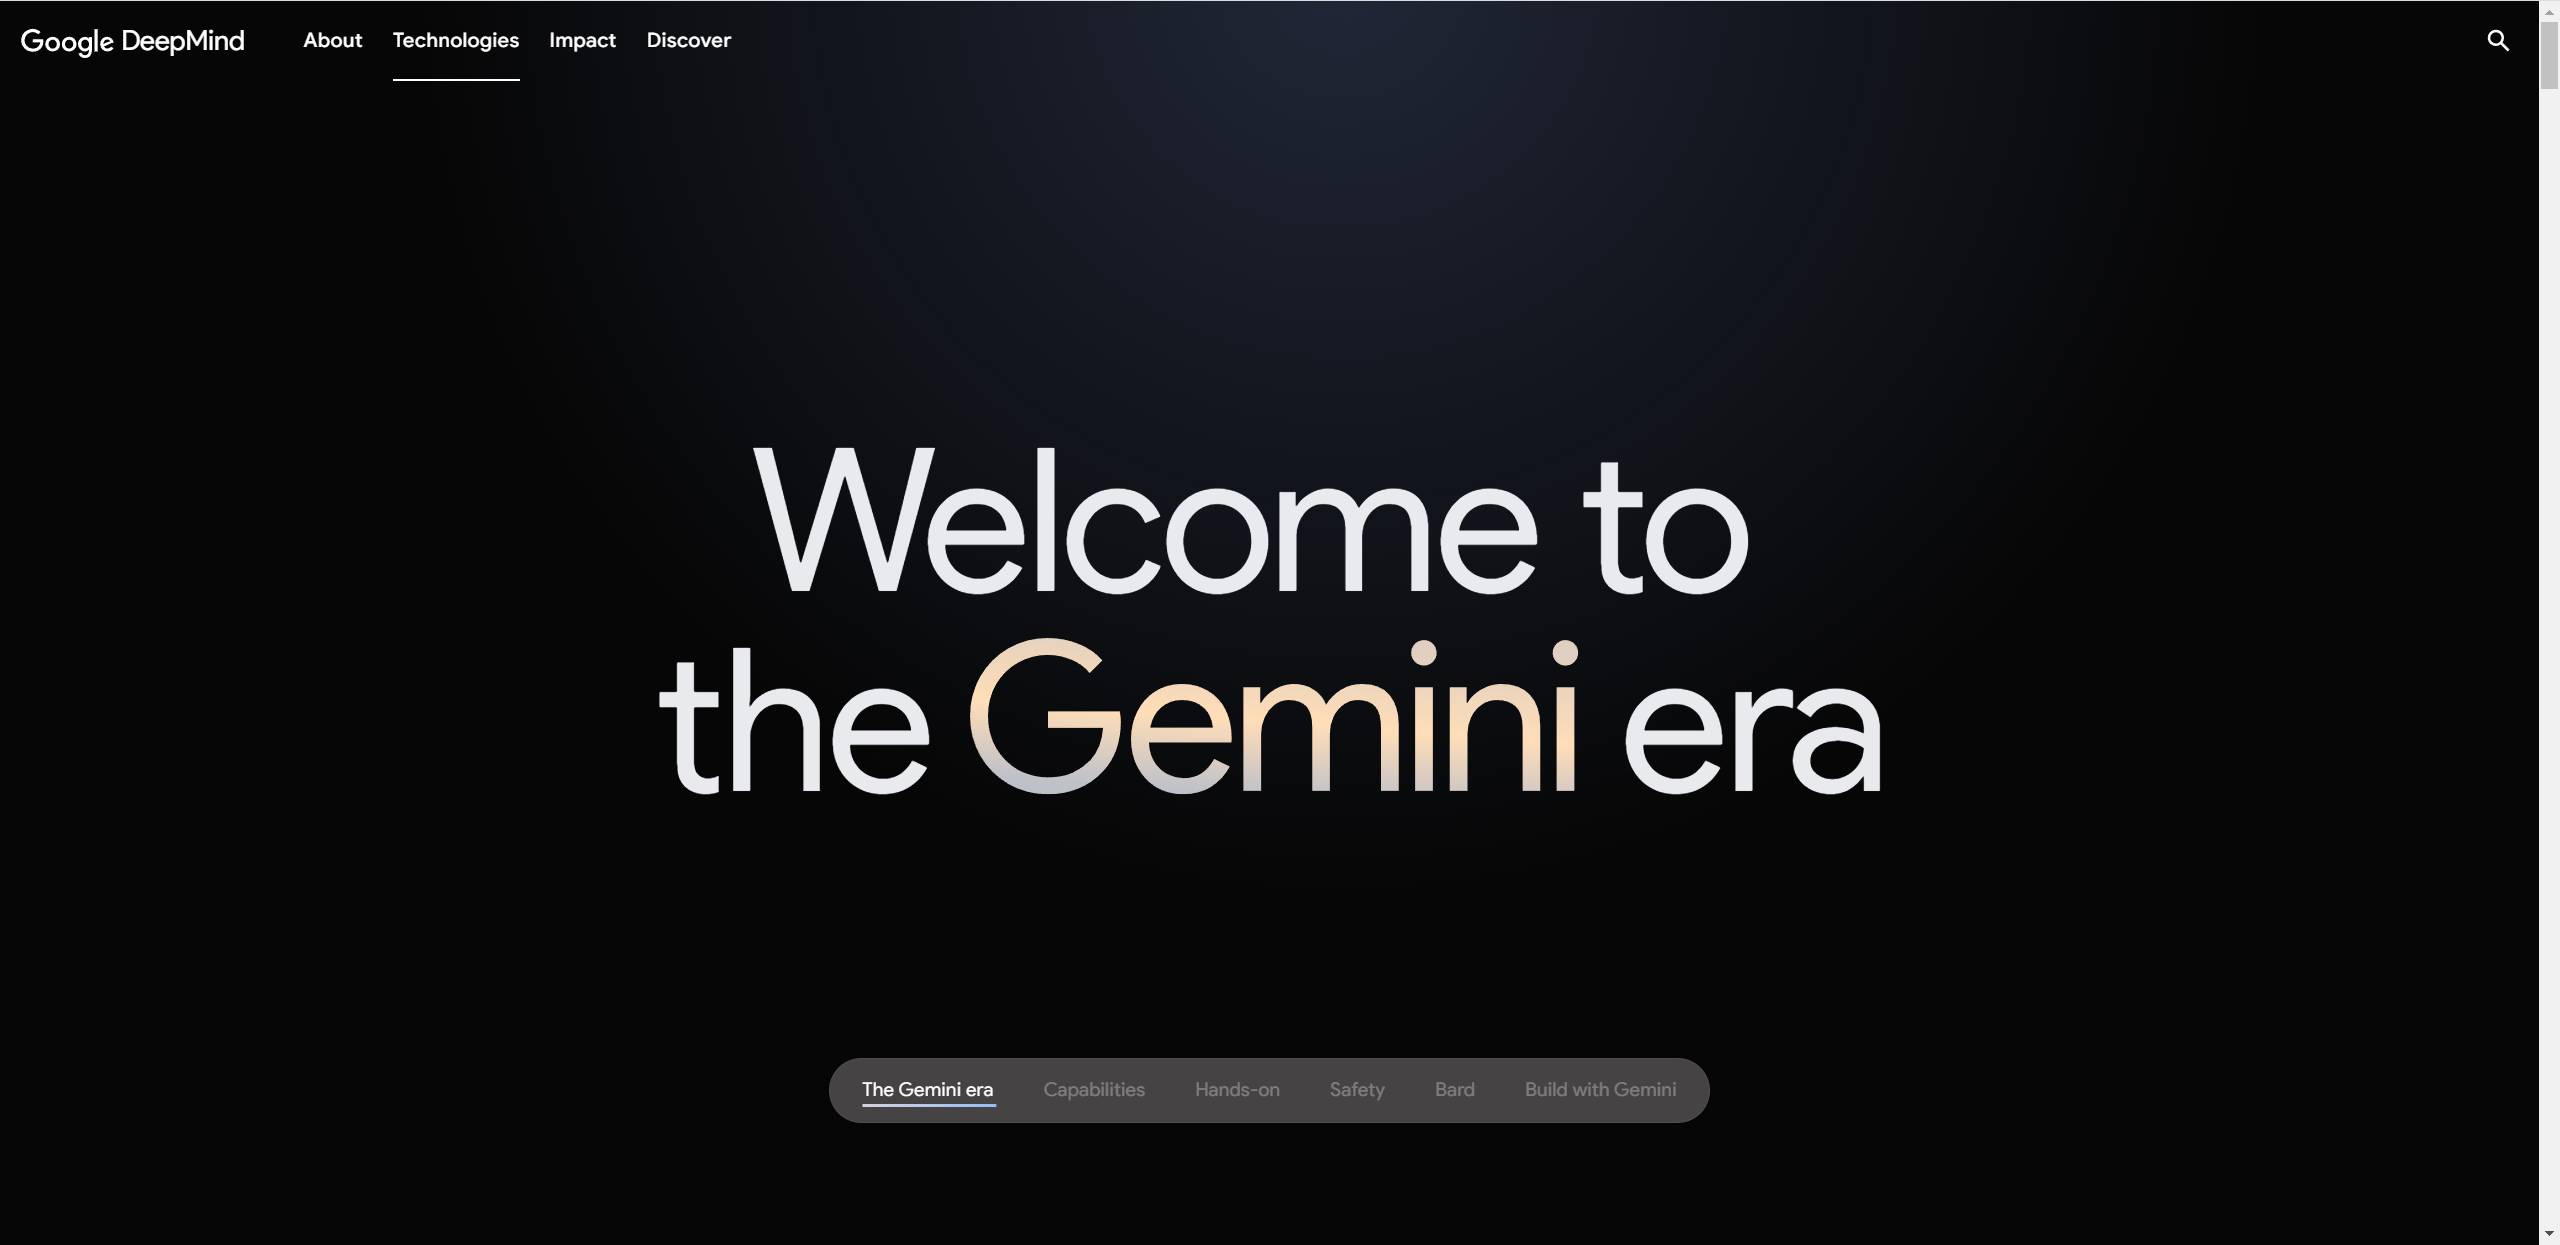 Google DeepMind About Technologies Impact Discover
Welcome to
the Gemini era
The Gemini era Capabilities Hands-on Safety Bard Build with Gemini